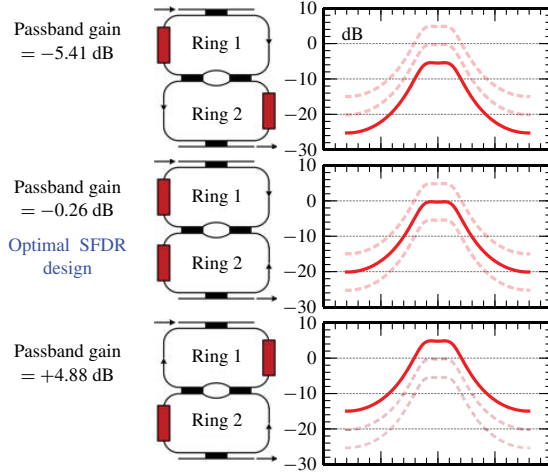 Passband gain
= −5.41 dB
Ring 1
Ring 2
10
0
−10
−20
−30
dB
Passband gain
= −0.26 dB
Optimal SFDR
design
Ring 1
Ring 2
10
0
−10
−20
−30
Passband gain
= +4.88 dB
Ring 1
Ring 2
10
0
−10
−20
−30